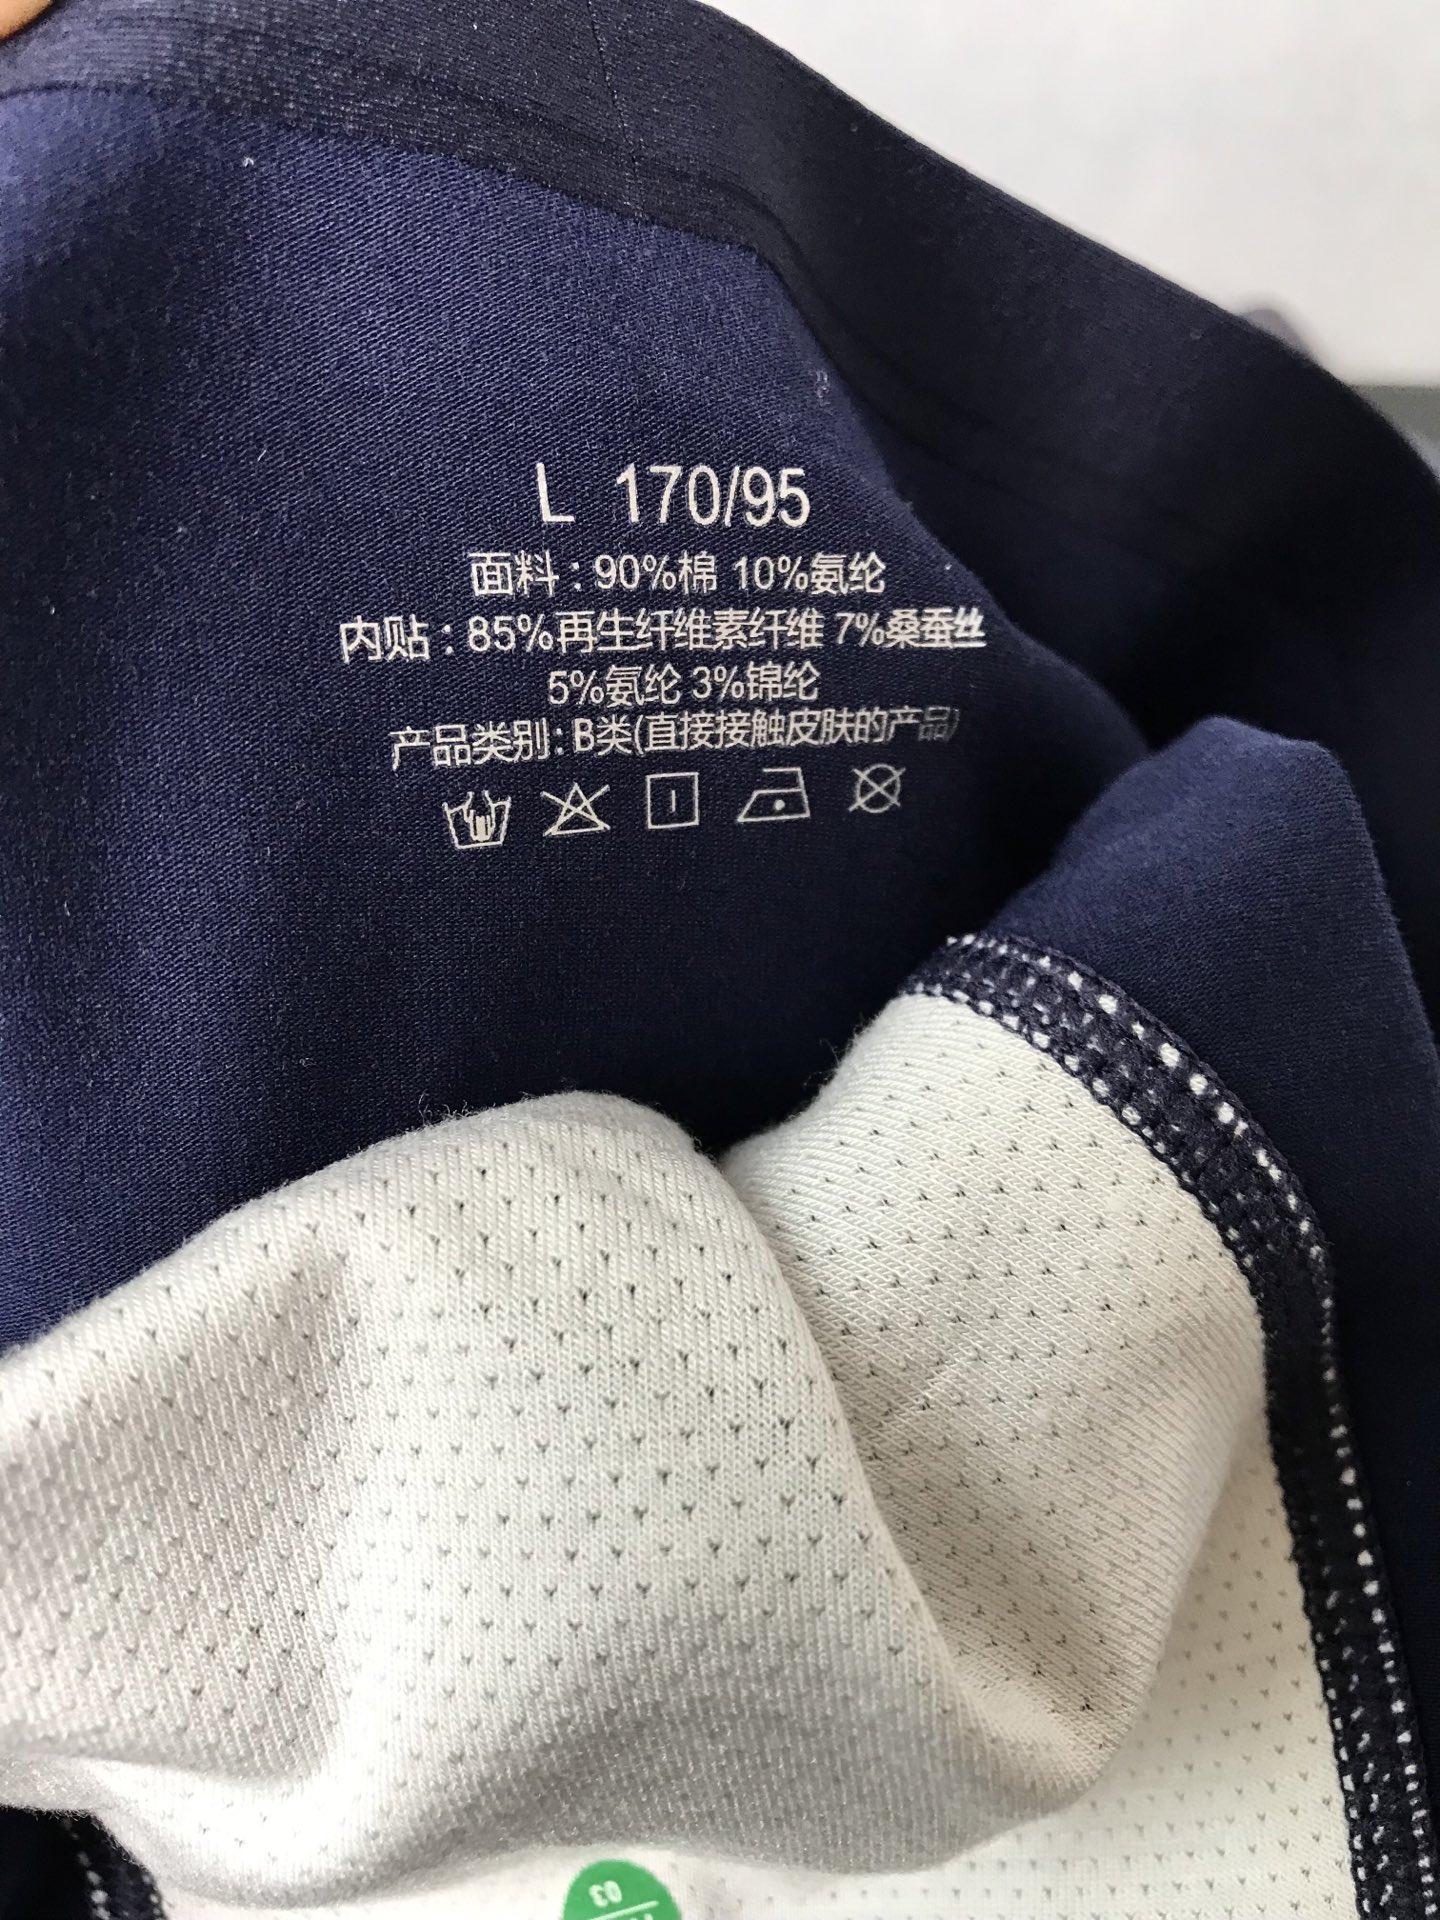 L 170/95
面料：90%棉 10%氨纶
内贴：85%再生纤维素纤维 7%桑蚕丝
5%氨纶 3%锦纶
产品类别：B类(直接接触皮肤的产品)
03